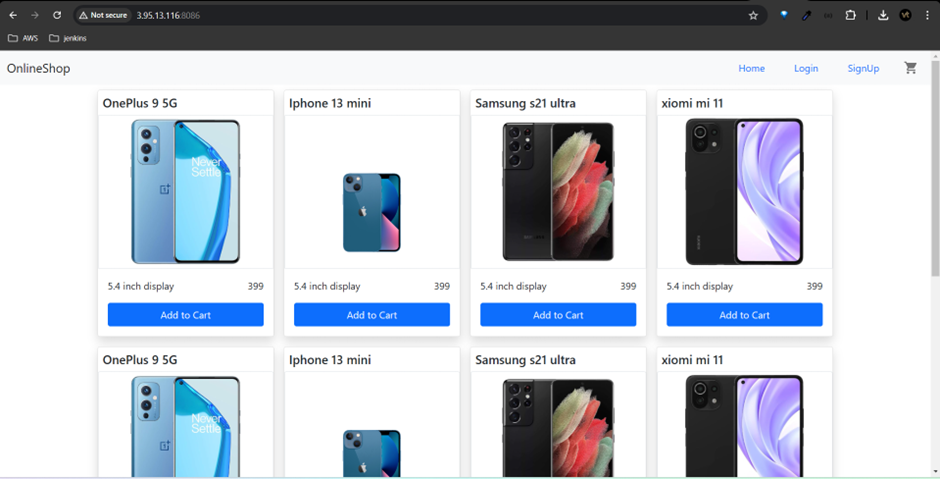 Not secure 3.95.13.116:8086
AWS jenkins
OnlineShop Home Login SignUp
OnePlus 9 5G Iphone 13 mini Samsung s21 ultra xiomi mi 11
Never
Settle
5.4 inch display 399 5.4 inch display 399 5.4 inch display 399 5.4 inch display 399
Add to Cart Add to Cart Add to Cart Add to Cart
OnePlus 9 5G Iphone 13 mini Samsung s21 ultra xiomi mi 11
Never
Settle